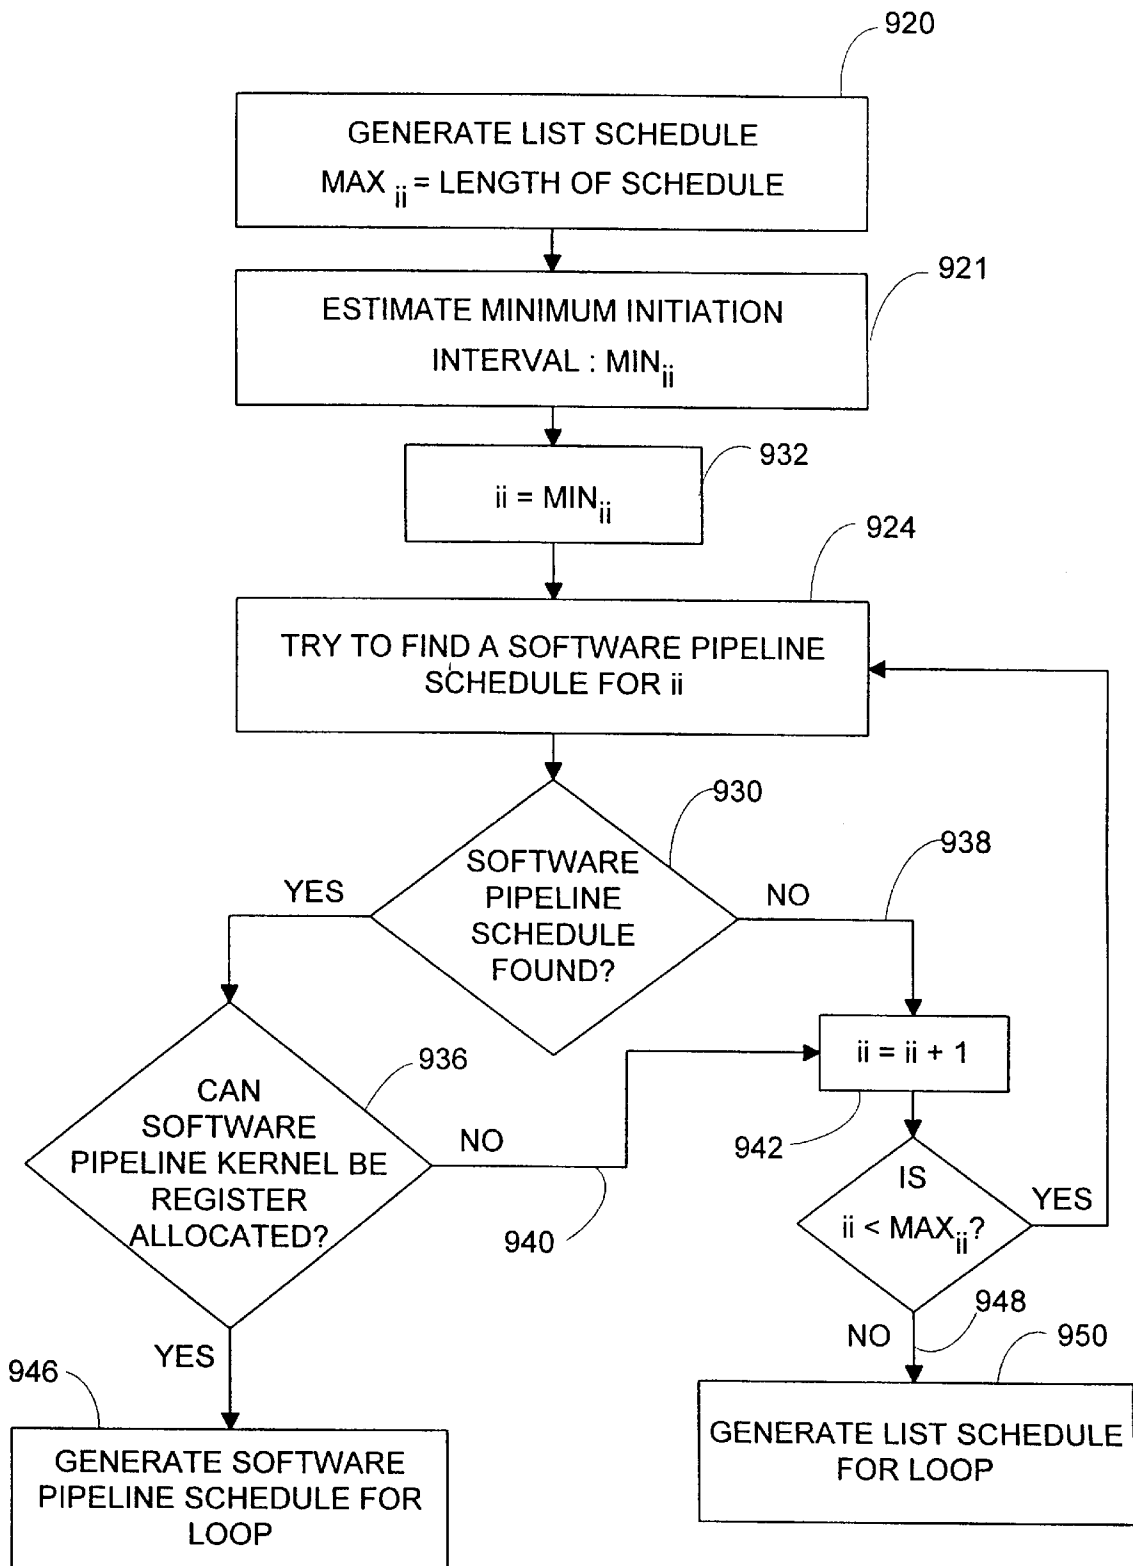 920
GENERATE LIST SCHEDULE
MAX ii = LENGTH OF SCHEDULE
921
ESTIMATE MINIMUM INITIATION
INTERVAL : MINii
932
ii = MINii
924
TRY TO FIND A SOFTWARE PIPELINE
SCHEDULE FOR ii
930
SOFTWARE
PIPELINE
SCHEDULE
FOUND?
YES
NO
938
936
CAN
SOFTWARE
PIPELINE KERNEL BE
REGISTER
ALLOCATED?
NO
940
ii = ii + 1
942
IS
ii < MAXii?
YES
NO
948
YES
946
GENERATE SOFTWARE
PIPELINE SCHEDULE FOR
LOOP
950
GENERATE LIST SCHEDULE
FOR LOOP